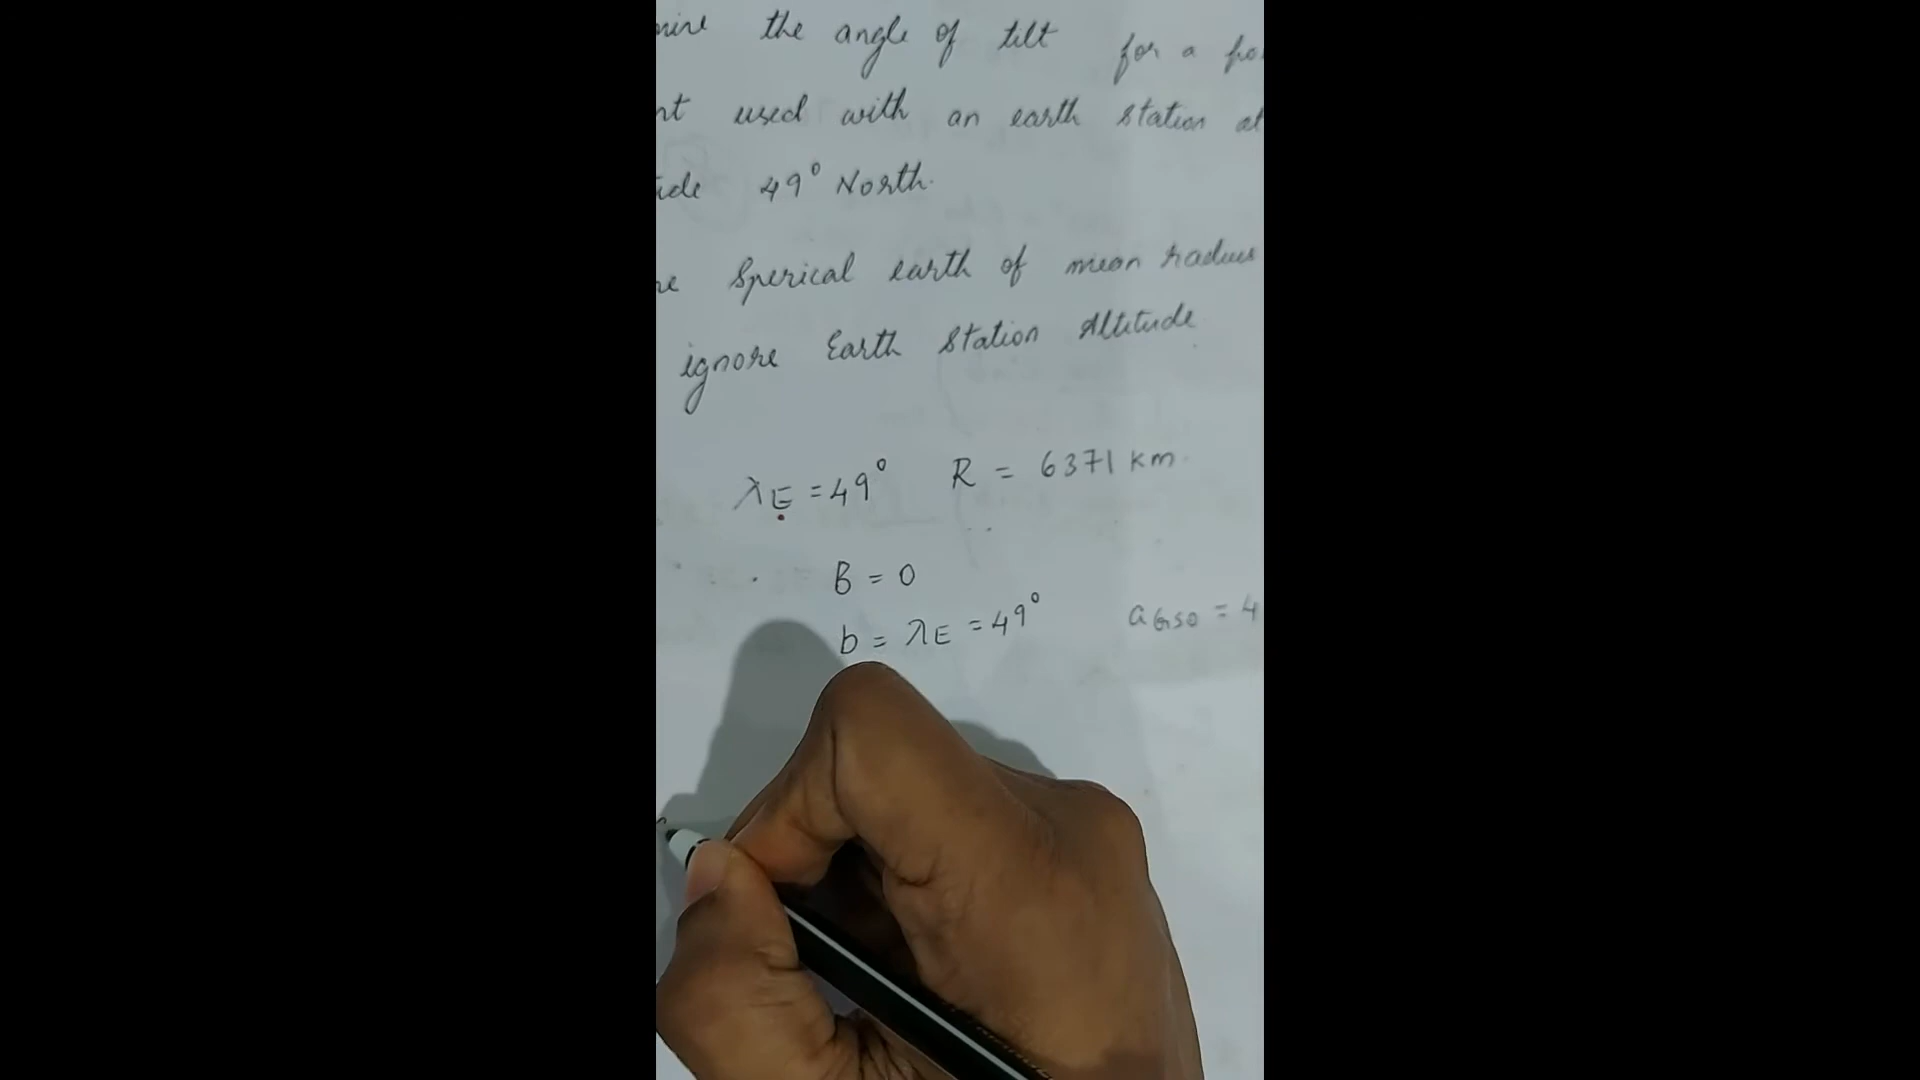 the angle of tilt for a
used with an earth station at
49° North.
Sperical earth of mean radius
ignore Earth Station Altitude
λE = 49° R = 6371 km.
B = 0
b = λE = 49° aGSO = 4